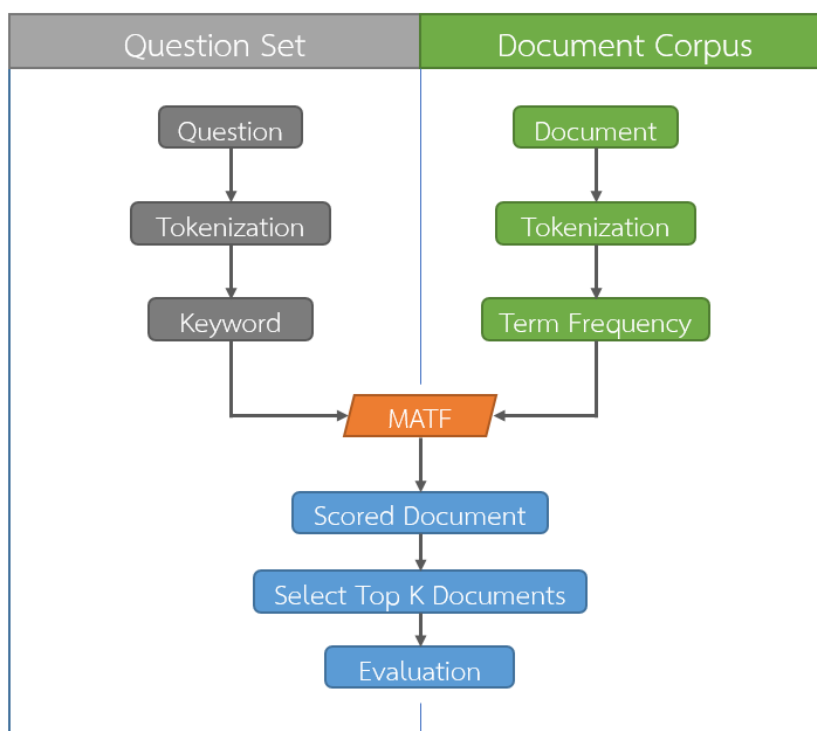 Question Set
Document Corpus
Question
Document
Tokenization
Tokenization
Keyword
Term Frequency
MATF
Scored Document
Select Top K Documents
Evaluation